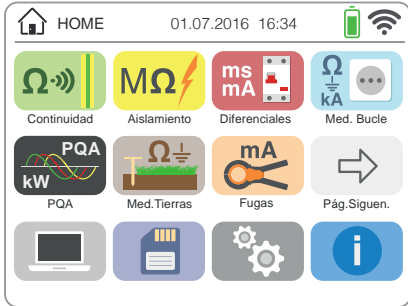 HOME 01.07.2016 16:34
Ω MΩ ms mA Ω kA
Continuidad Aislamiento Diferenciales Med. Bucle
PQA kW Ω mA
PQA Med.Tierras Fugas Pág.Siguen.
i